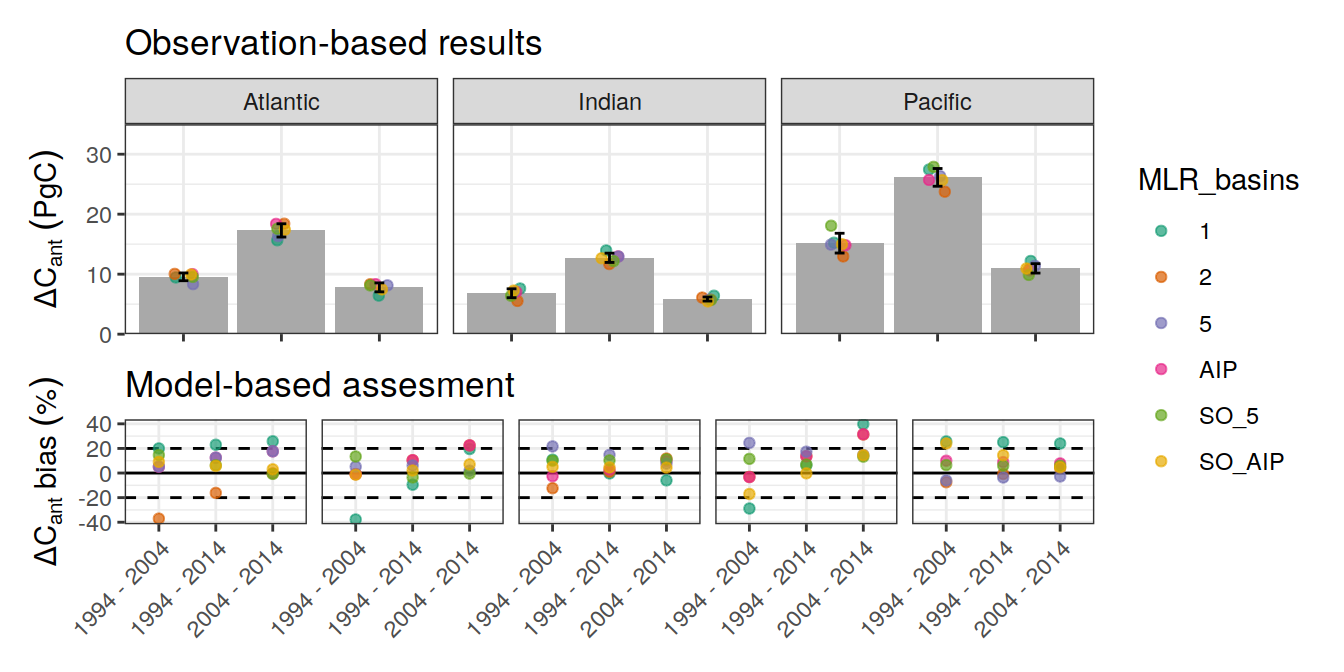 Observation-based results
Atlantic Indian Pacific
ΔCant (PgC)
30
20
10
0
Model-based assesment
ΔCant bias (%)
40
20
0
-20
-40
1994 - 2004 1994 - 2014 2004 - 2014 1994 - 2004 1994 - 2014 2004 - 2014 1994 - 2004 1994 - 2014 2004 - 2014 1994 - 2004 1994 - 2014 2004 - 2014 1994 - 2004 1994 - 2014 2004 - 2014
MLR_basins
1
2
5
AIP
SO_5
SO_AIP